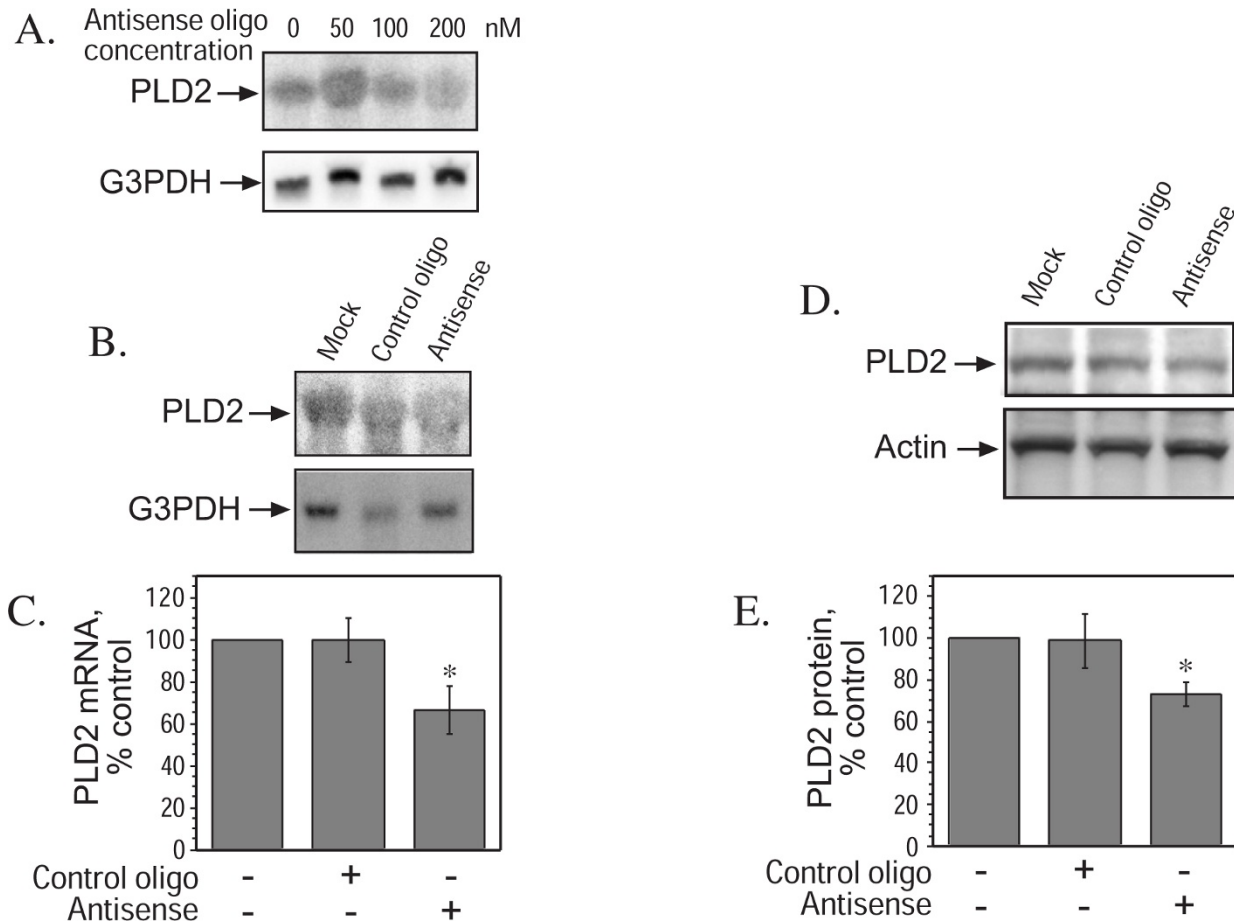 A.
Antisense oligo 0 50 100 200 nM
concentration
PLD2
G3PDH
B.
Mock Control oligo Antisense
PLD2
G3PDH
C.
PLD2 mRNA,
% control
120
100
80
60
40
20
0
*
Control oligo - + -
Antisense - - +
D.
Mock Control oligo Antisense
PLD2
Actin
E.
PLD2 protein,
% control
120
100
80
60
40
20
0
*
Control oligo - + -
Antisense - - +